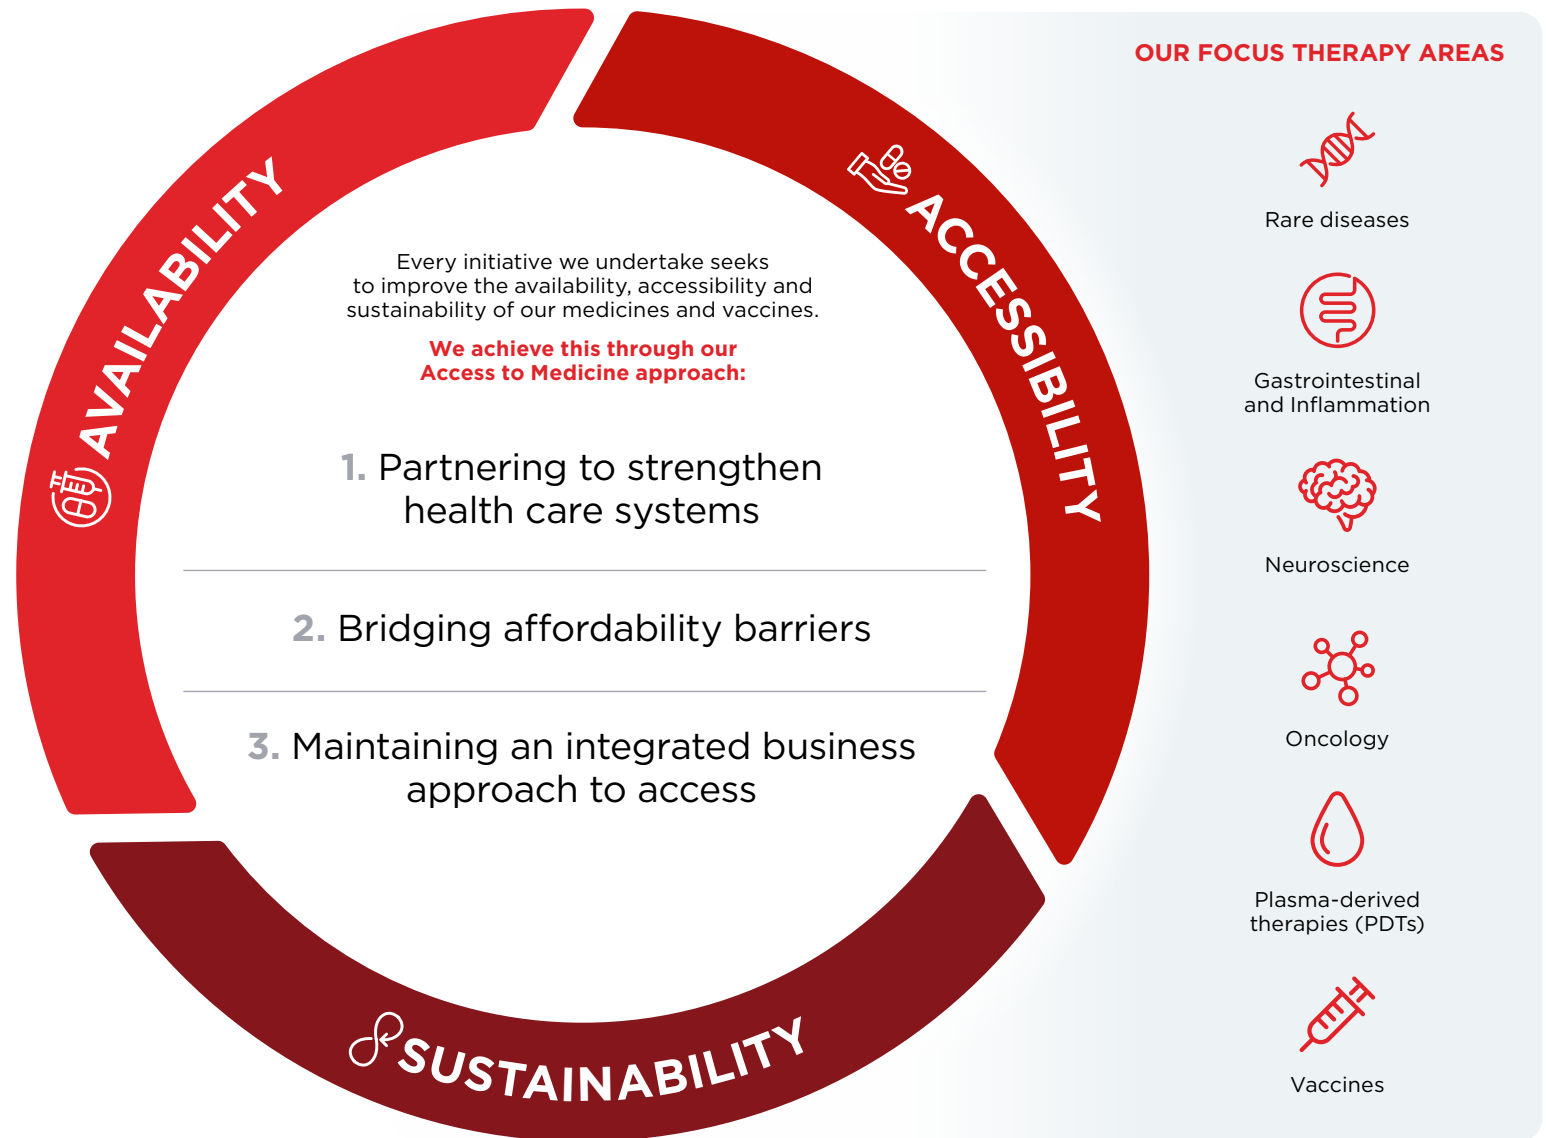 AVAILABILITY
ACCESSIBILITY
Every initiative we undertake seeks
to improve the availability, accessibility and
sustainability of our medicines and vaccines.
We achieve this through our
Access to Medicine approach:
1. Partnering to strengthen
health care systems
2. Bridging affordability barriers
3. Maintaining an integrated business
approach to access
SUSTAINABILITY
OUR FOCUS THERAPY AREAS
Rare diseases
Gastrointestinal
and Inflammation
Neuroscience
Oncology
Plasma-derived
therapies (PDTs)
Vaccines